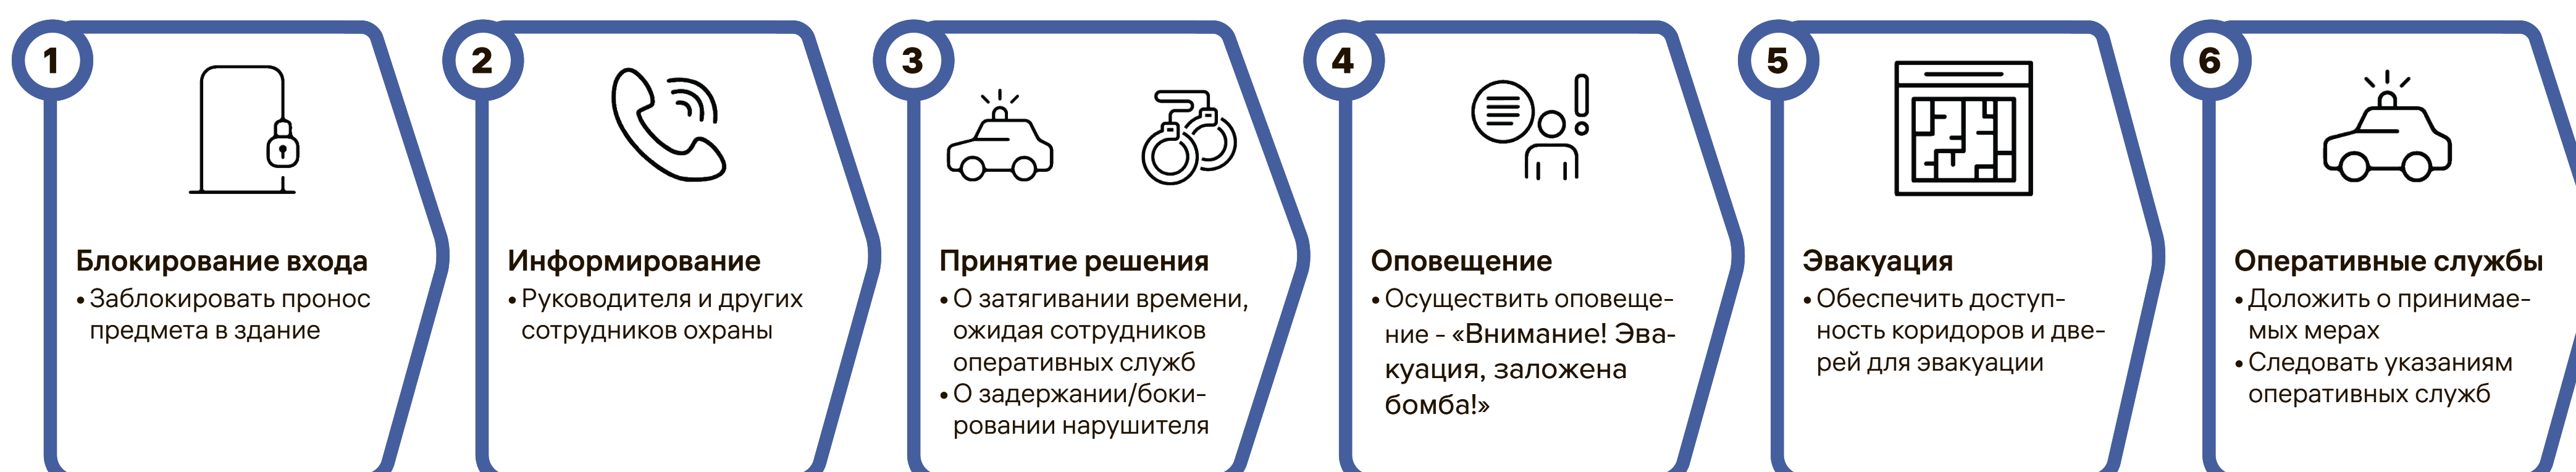 1
Блокирование входа
• Заблокировать пронос
предмета в здание
2
Информирование
• Руководителя и других
сотрудников охраны
3
Принятие решения
• О затягивании времени,
ожидая сотрудников
оперативных служб
• О задержании/боки-
ровании нарушителя
4
Оповещение
• Осуществить оповеще-
ние - «Внимание! Эва-
куация, заложена
бомба!»
5
Эвакуация
• Обеспечить доступ-
ность коридоров и две-
рей для эвакуации
6
Оперативные службы
• Доложить о принимае-
мых мерах
• Следовать указаниям
оперативных служб